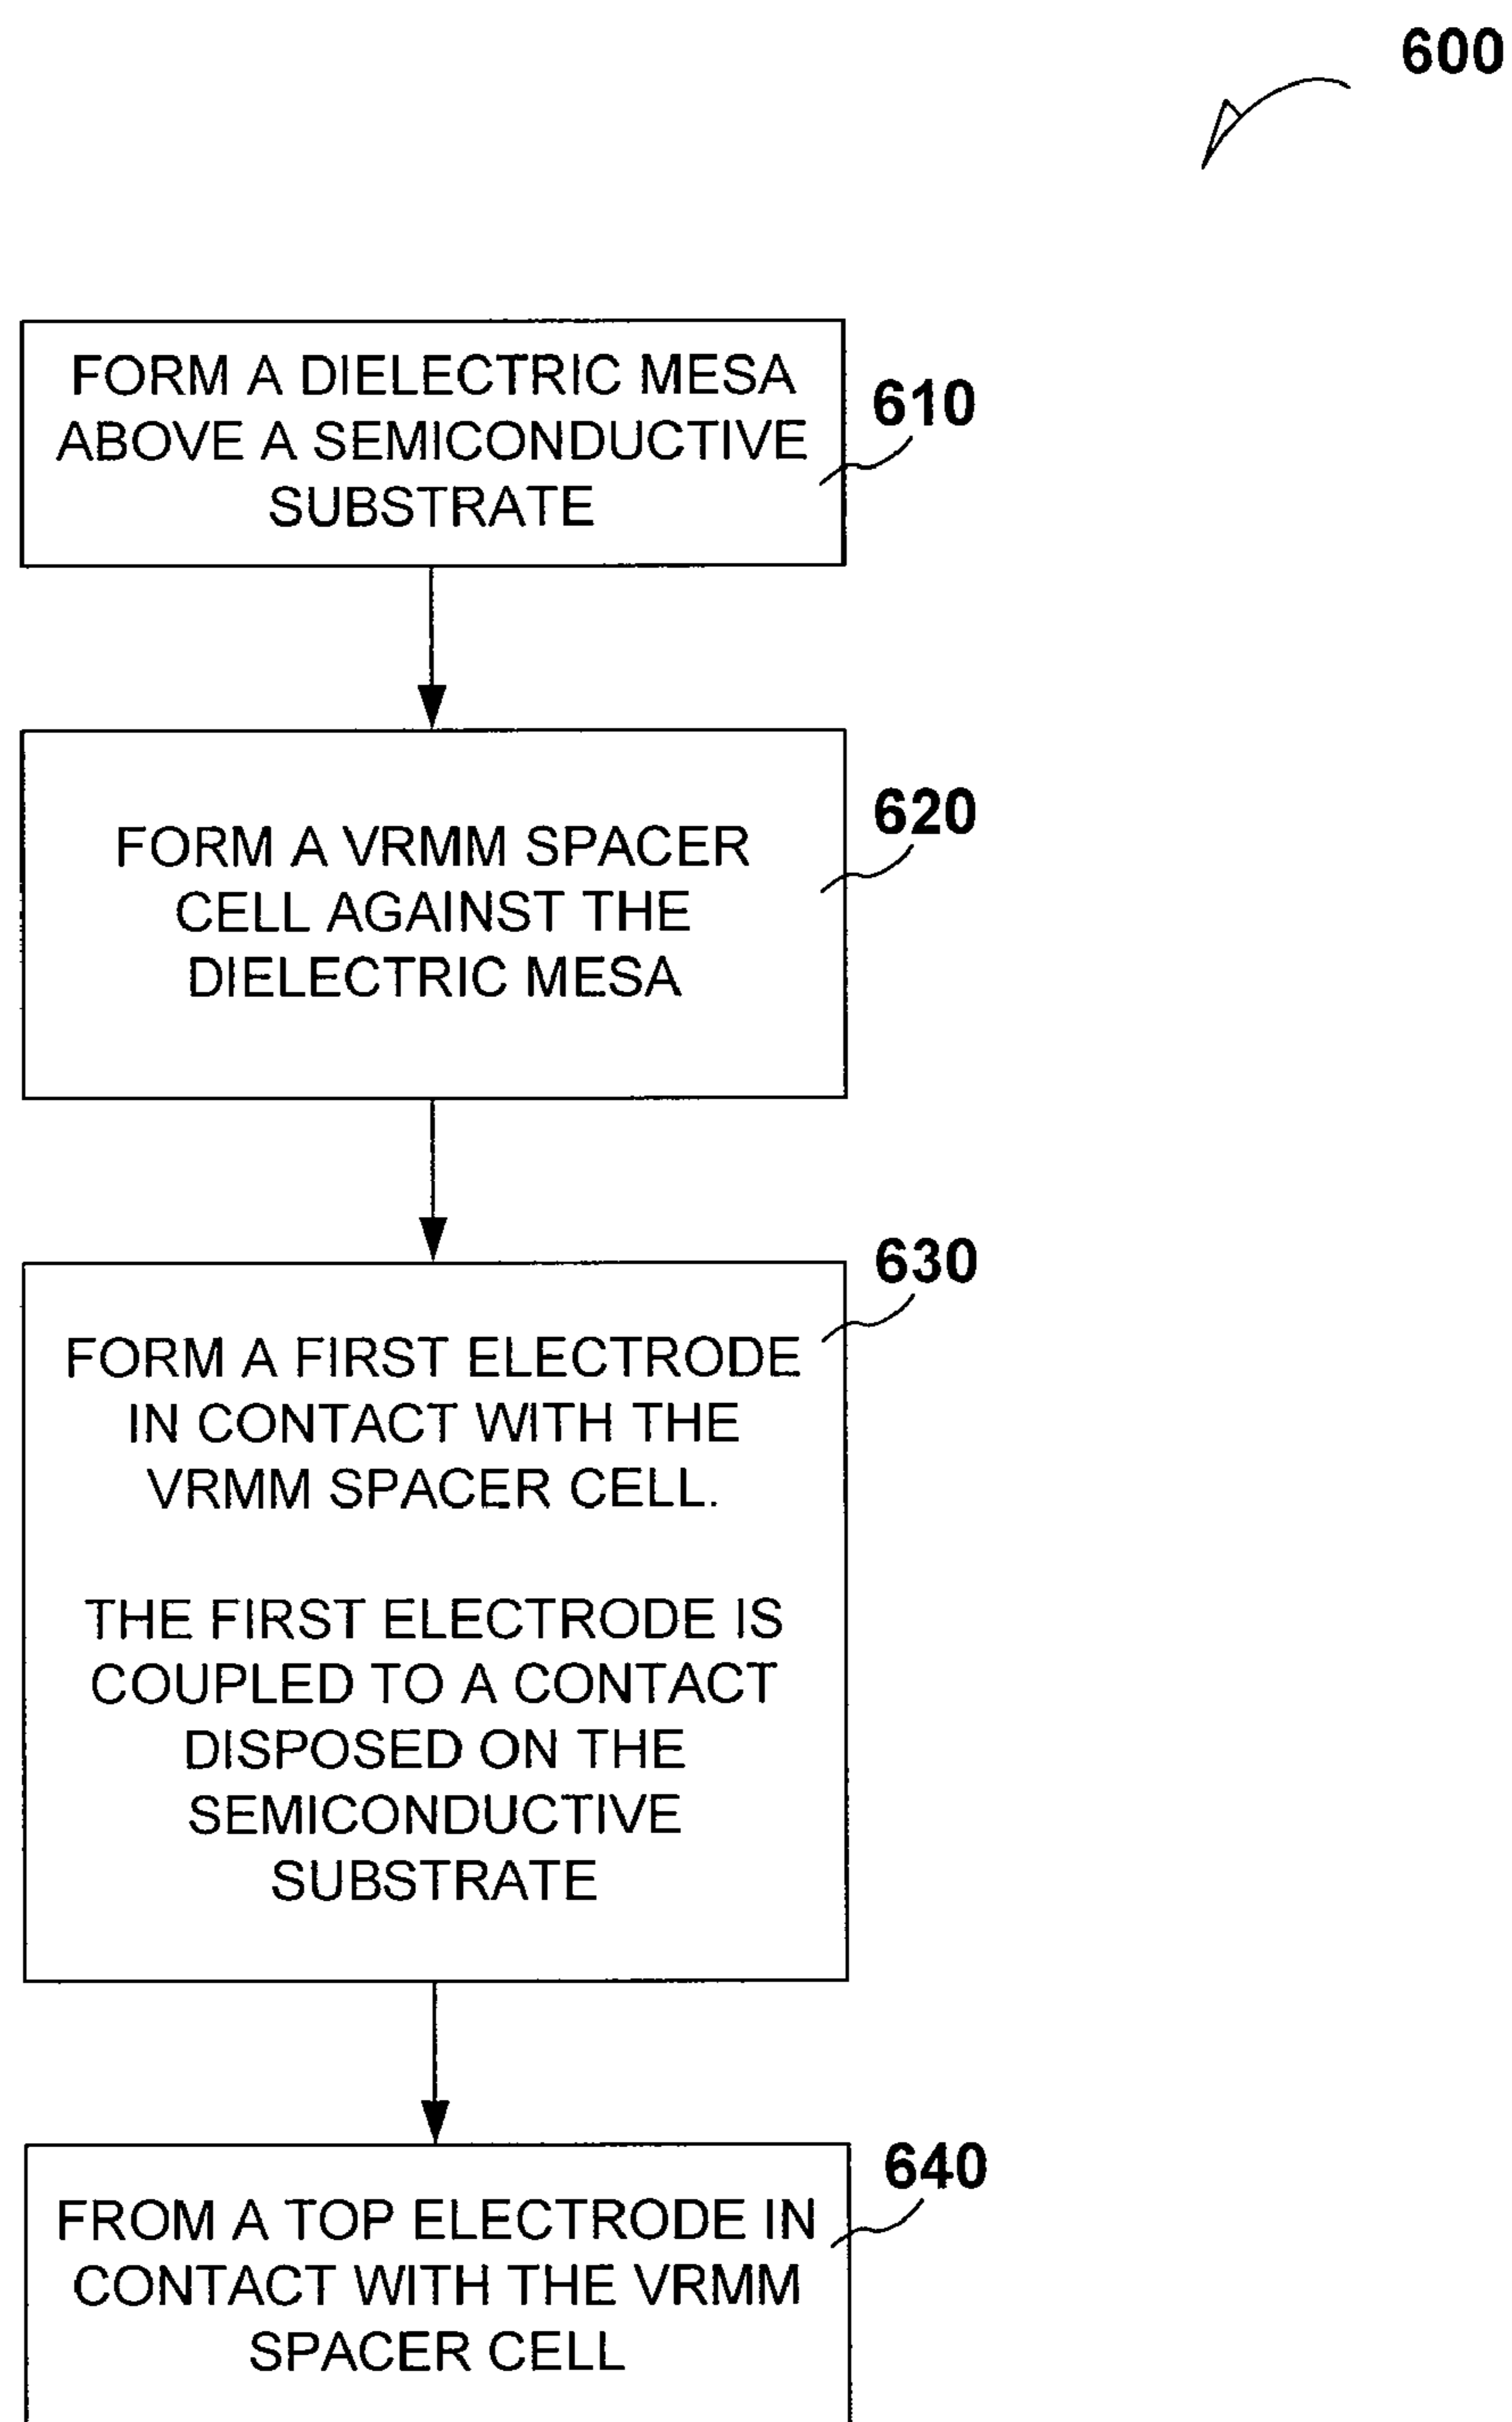 600
FORM A DIELECTRIC MESA
ABOVE A SEMICONDUCTIVE
SUBSTRATE
610
FORM A VRMM SPACER
CELL AGAINST THE
DIELECTRIC MESA
620
630
FORM A FIRST ELECTRODE
IN CONTACT WITH THE
VRMM SPACER CELL.
THE FIRST ELECTRODE IS
COUPLED TO A CONTACT
DISPOSED ON THE
SEMICONDUCTIVE
SUBSTRATE
640
FROM A TOP ELECTRODE IN
CONTACT WITH THE VRMM
SPACER CELL